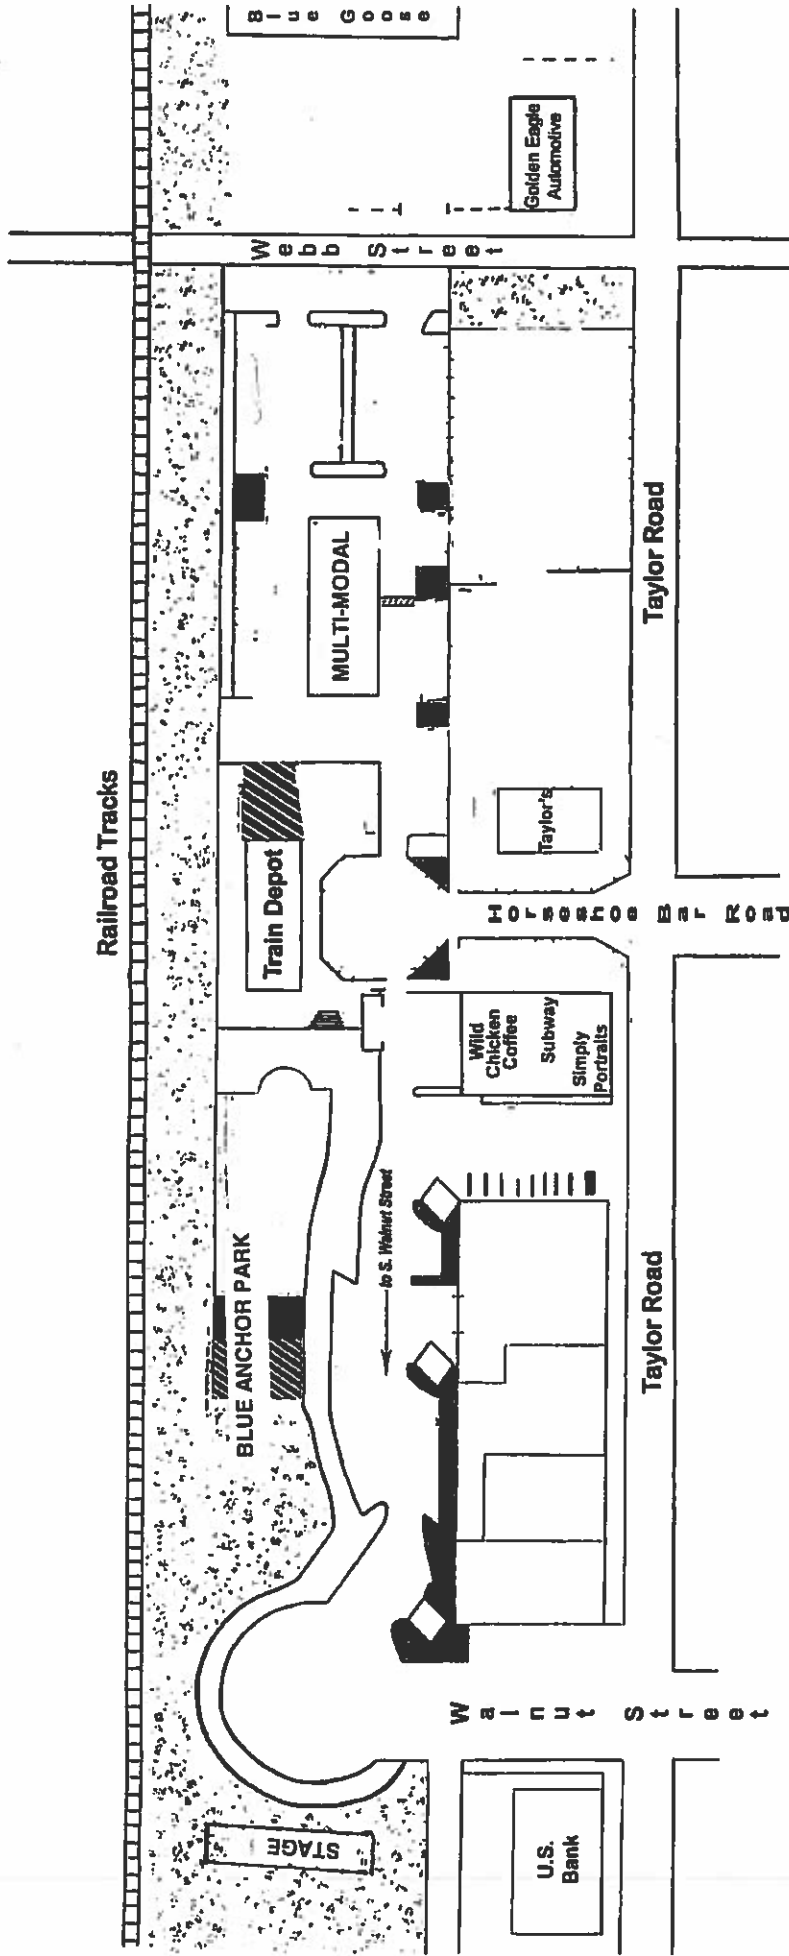 Railroad Tracks
STAGE
BLUE ANCHOR PARK
Train Depot
MULTI-MODAL
Webb Street
Blue Goose
to S. Walnut Street
U.S.
Bank
Walnut Street
Wild
Chicken
Coffee
Subway
Simply
Portraits
Horseshoe Bar Road
Taylor's
Golden Eagle
Automotive
Taylor Road
Taylor Road